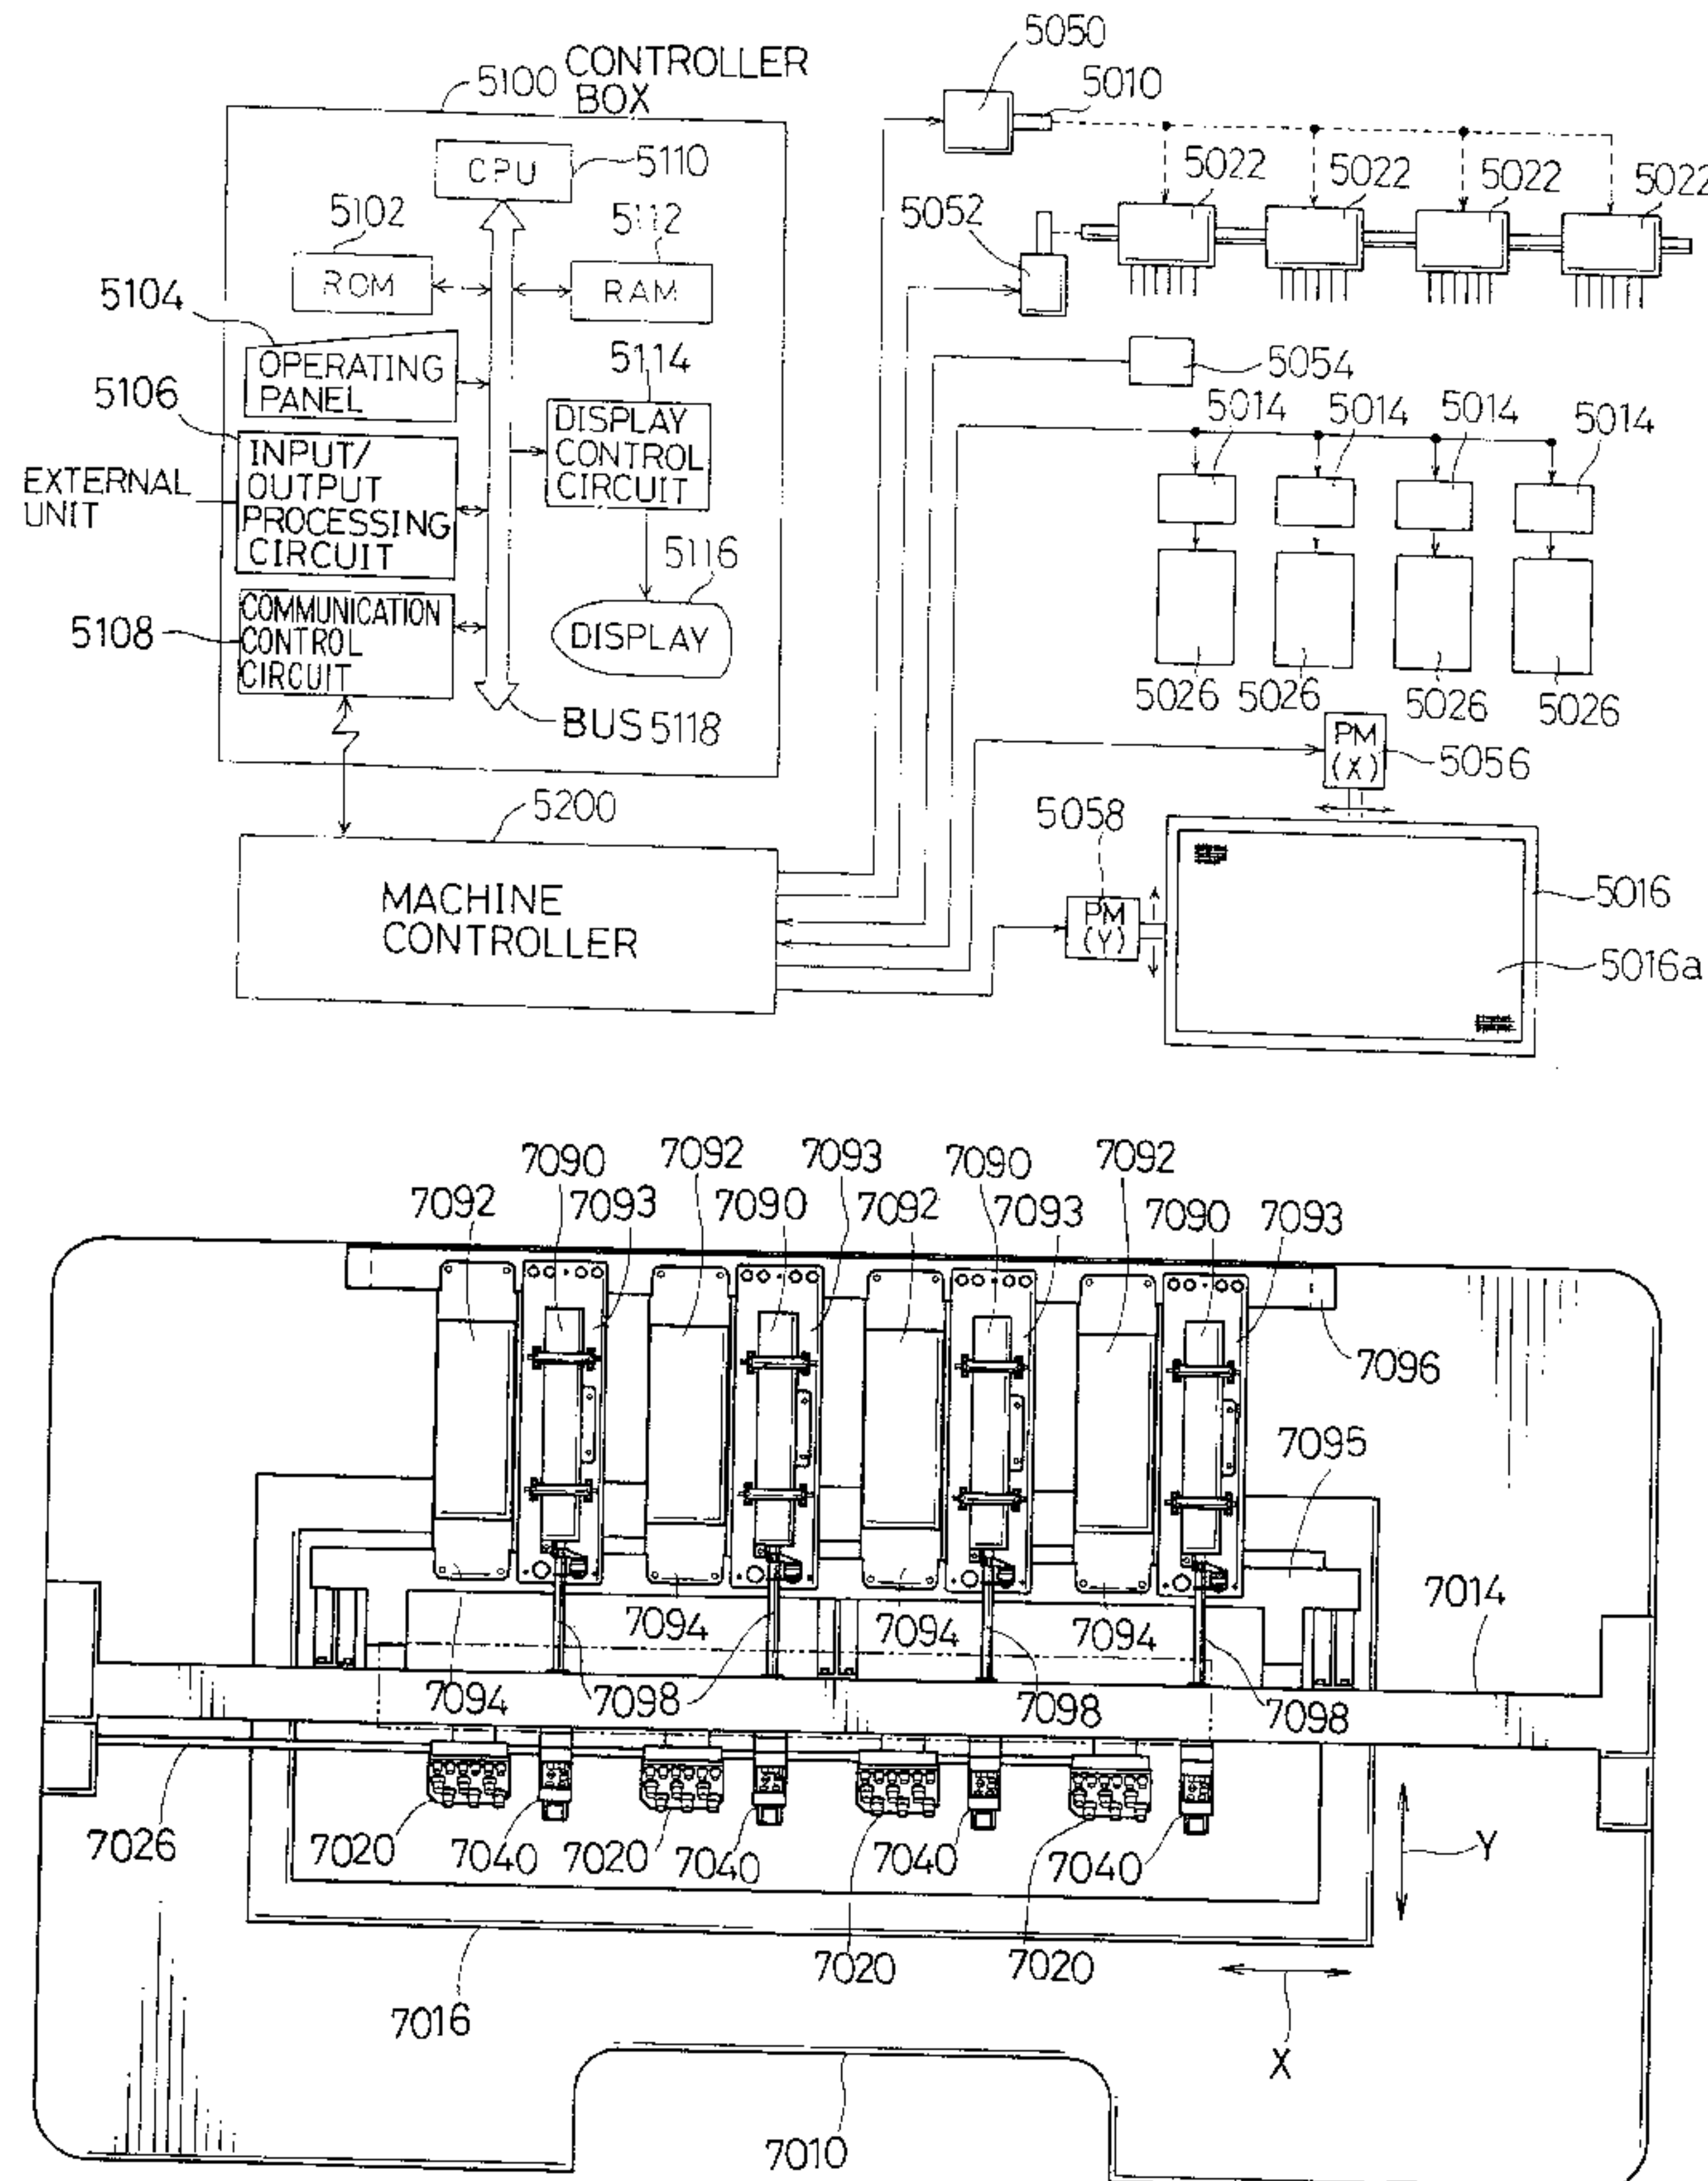 5100
CONTROLLER
BOX
CPU
5110
5102
ROM
5112
RAM
5104
OPERATING
PANEL
5106
EXTERNAL
UNIT
INPUT/
OUTPUT
PROCESSING
CIRCUIT
5114
DISPLAY
CONTROL
CIRCUIT
5116
DISPLAY
5108
COMMUNICATION
CONTROL
CIRCUIT
BUS 5118
5200
MACHINE
CONTROLLER
5050
5010
5022
5022
5022
5022
5052
5054
5014
5014
5014
5014
5026
5026
5026
5026
PM
(X)
5056
5058
PM
(Y)
5016
5016a
7090
7092
7093
7090
7092
7092
7093
7090
7092
7093
7090
7093
7096
7095
7014
7094
7094
7094
7094
7098
7098
7098
7026
7020
7040
7020
7040
7040
7040
Y
7020
7020
7016
X
7010